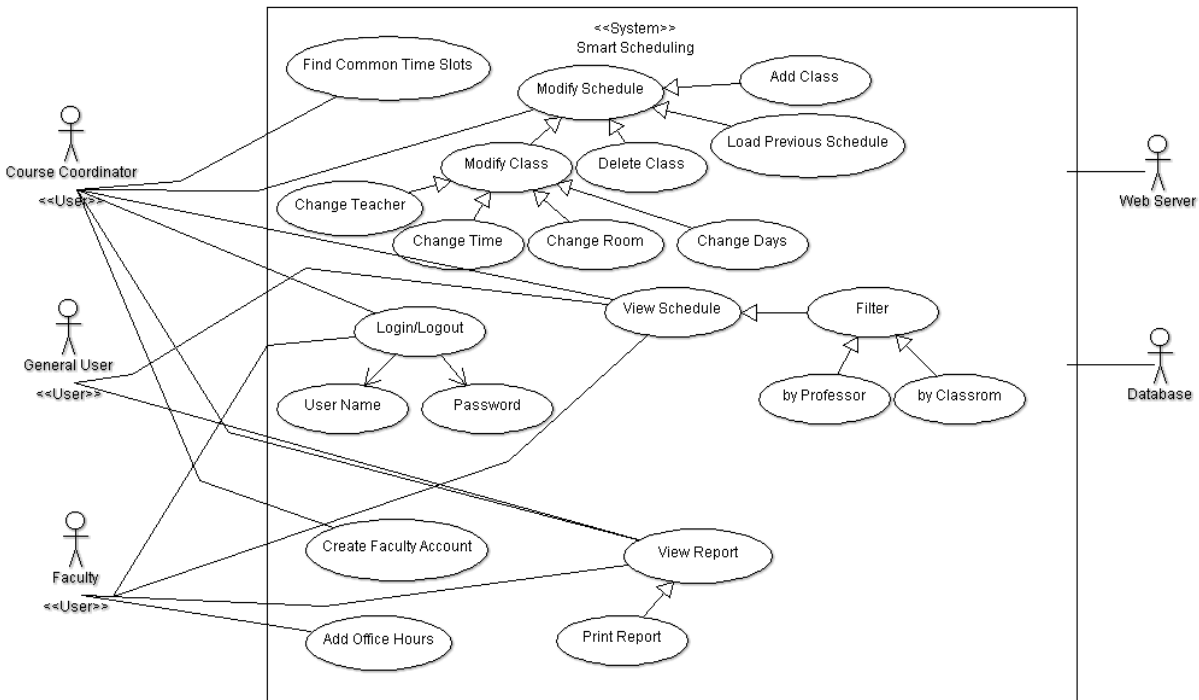 <<System>>
Smart Scheduling
Find Common Time Slots
Modify Schedule
Add Class
Load Previous Schedule
Modify Class
Delete Class
Course Coordinator
<<User>>
Web Server
Change Teacher
Change Time
Change Room
Change Days
View Schedule
Filter
Login/Logout
General User
<<User>>
User Name
Password
by Professor
by Classrom
Database
Create Faculty Account
View Report
Faculty
<<User>>
Add Office Hours
Print Report